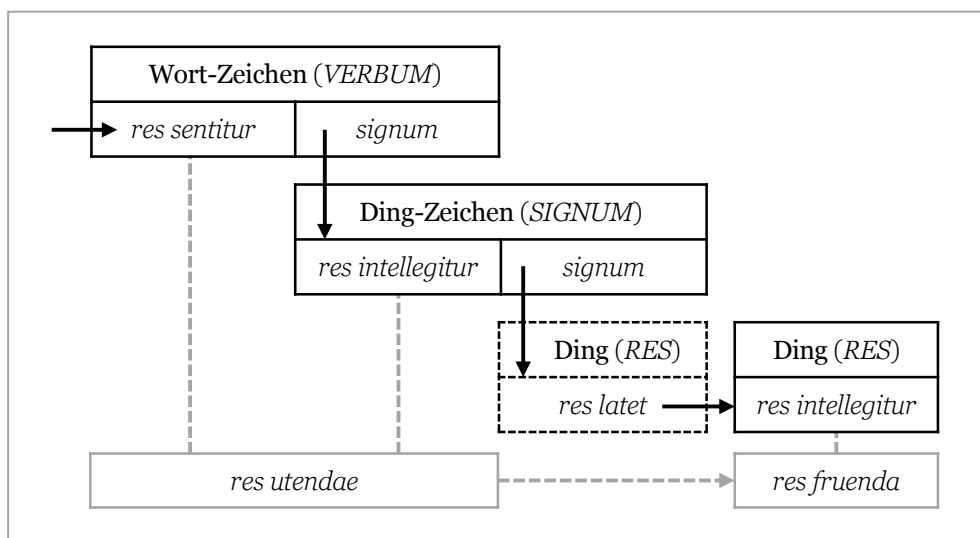 Wort-Zeichen (VERBUM)
res sentitur signum
Ding-Zeichen (SIGNUM)
res intellegitur signum
Ding (RES) Ding (RES)
res latet res intellegitur
res utendae res fruenda